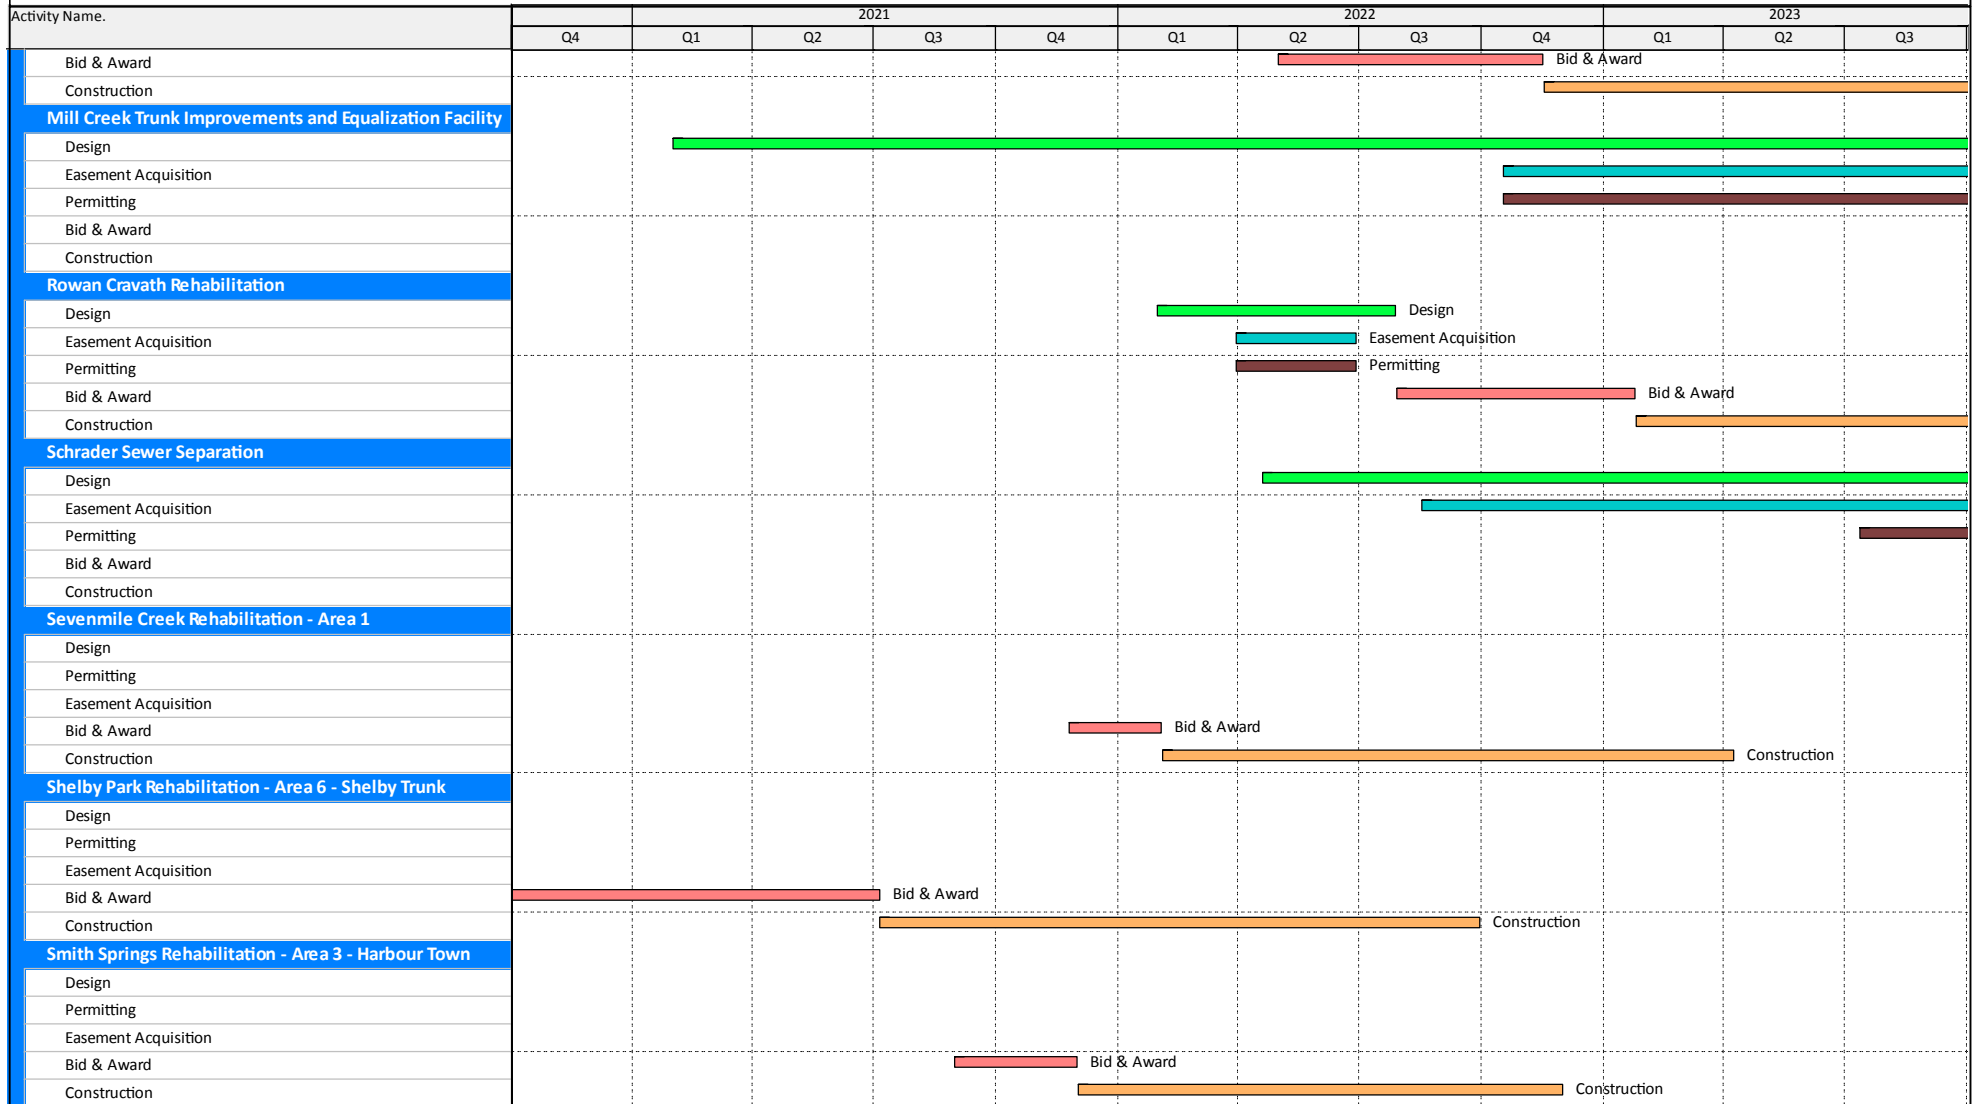 Activity Name.
2021 2022 2023
Q4 Q1 Q2 Q3 Q4 Q1 Q2 Q3 Q4 Q1 Q2 Q3
Bid & Award Bid & Award
Construction
Mill Creek Trunk Improvements and Equalization Facility
Design
Easement Acquisition
Permitting
Bid & Award
Construction
Rowan Cravath Rehabilitation
Design Design
Easement Acquisition Easement Acquisition
Permitting Permitting
Bid & Award Bid & Award
Construction
Schrader Sewer Separation
Design
Easement Acquisition
Permitting
Bid & Award
Construction
Sevenmile Creek Rehabilitation - Area 1
Design
Permitting
Easement Acquisition
Bid & Award Bid & Award
Construction Construction
Shelby Park Rehabilitation - Area 6 - Shelby Trunk
Design
Permitting
Easement Acquisition
Bid & Award Bid & Award
Construction Construction
Smith Springs Rehabilitation - Area 3 - Harbour Town
Design
Permitting
Easement Acquisition
Bid & Award Bid & Award
Construction Construction